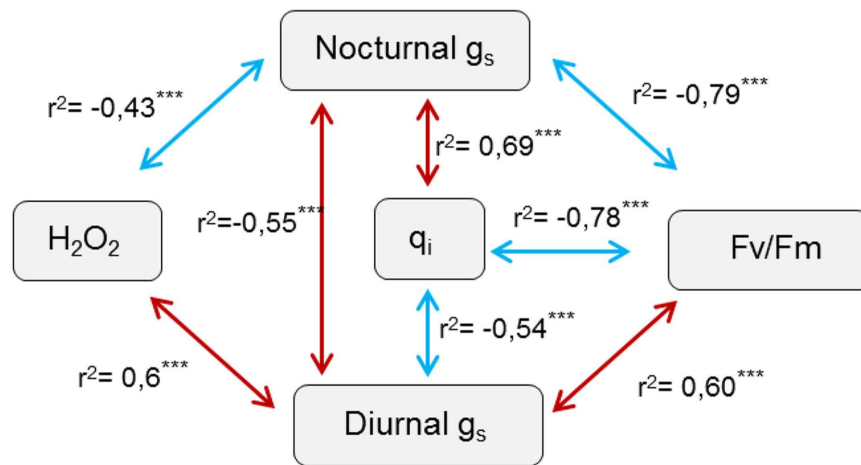 Nocturnal gₛ
r²= -0,43***
r²= -0,79***
r²= 0,69***
H₂O₂
r²=-0,55***
qᵢ
r²= -0,78***
Fv/Fm
r²= -0,54***
r²= 0,6***
r²= 0,60***
Diurnal gₛ